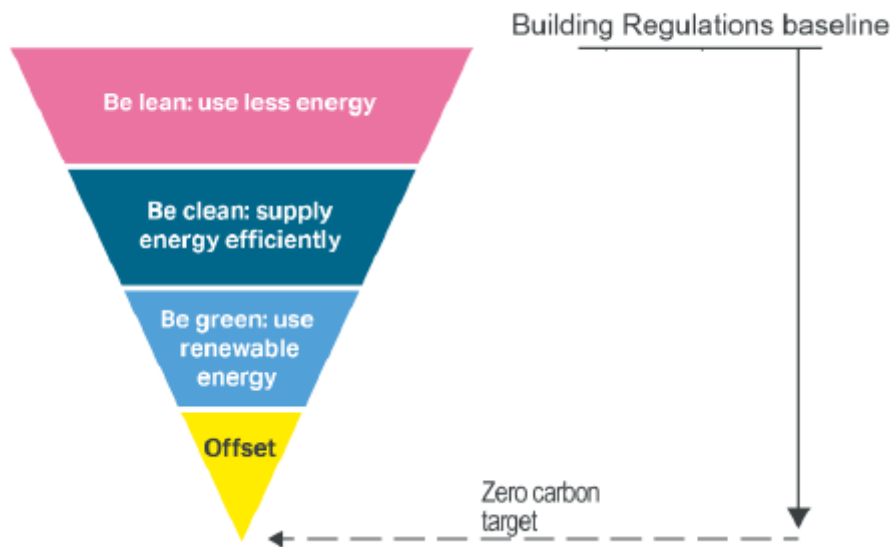 Building Regulations baseline
Be lean: use less energy
Be clean: supply
energy efficiently
Be green: use
renewable
energy
Offset
Zero carbon
target